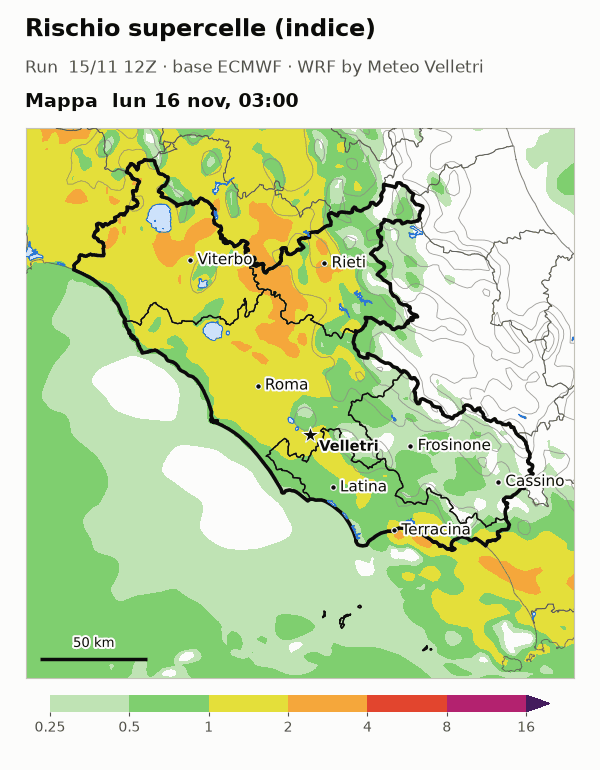 Rischio supercelle (indice)
Run  15/11 12Z · base ECMWF · WRF by Meteo Velletri
Mappa  lun 16 nov, 03:00
Viterbo
Rieti
Roma
Velletri
Frosinone
Cassino
Latina
Terracina
50 km
0.25 0.5 1 2 4 8 16